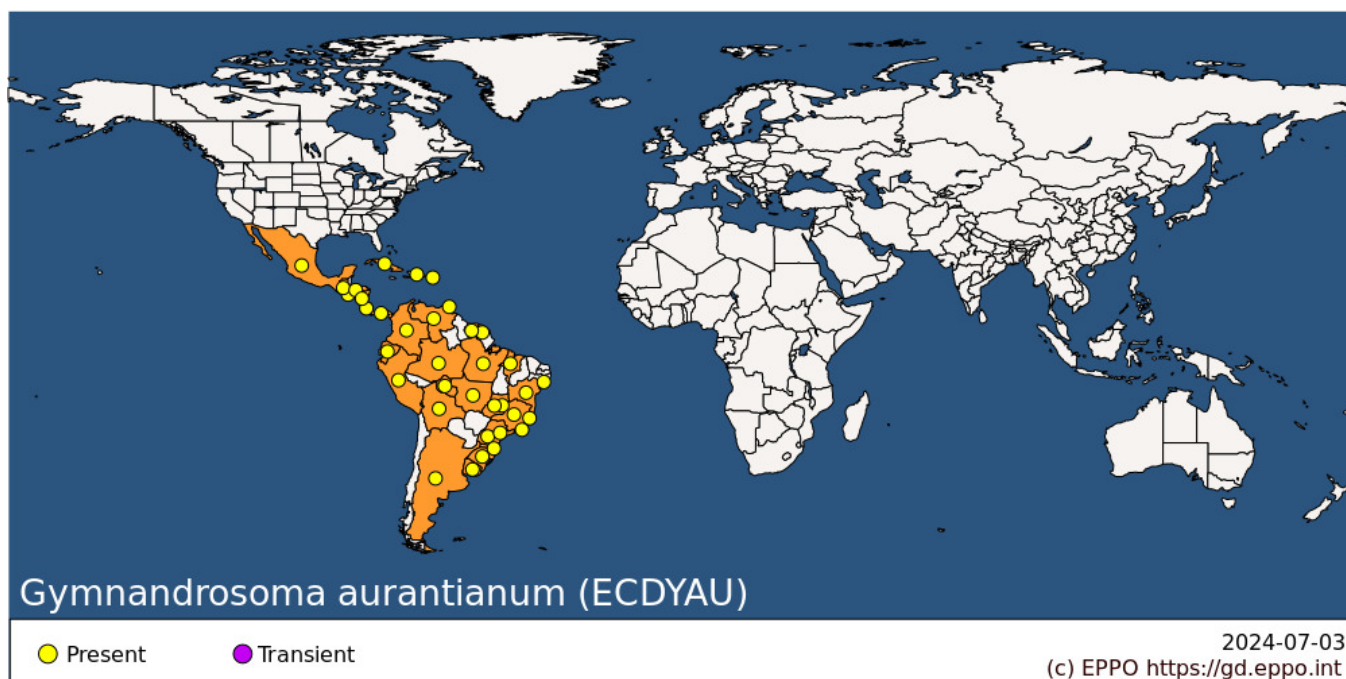 Gymnandrosoma aurantianum (ECDYAU)
Present
Transient
2024-07-03
(c) EPPO https://gd.eppo.int